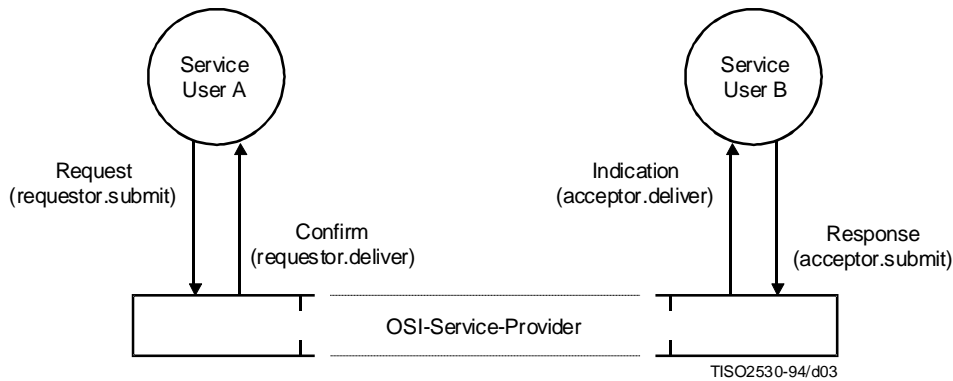 Service
User A
Service
User B
Request
(requestor.submit)
Indication
(acceptor.deliver)
Confirm
(requestor.deliver)
Response
(acceptor.submit)
OSI-Service-Provider
TISO2530-94/d03